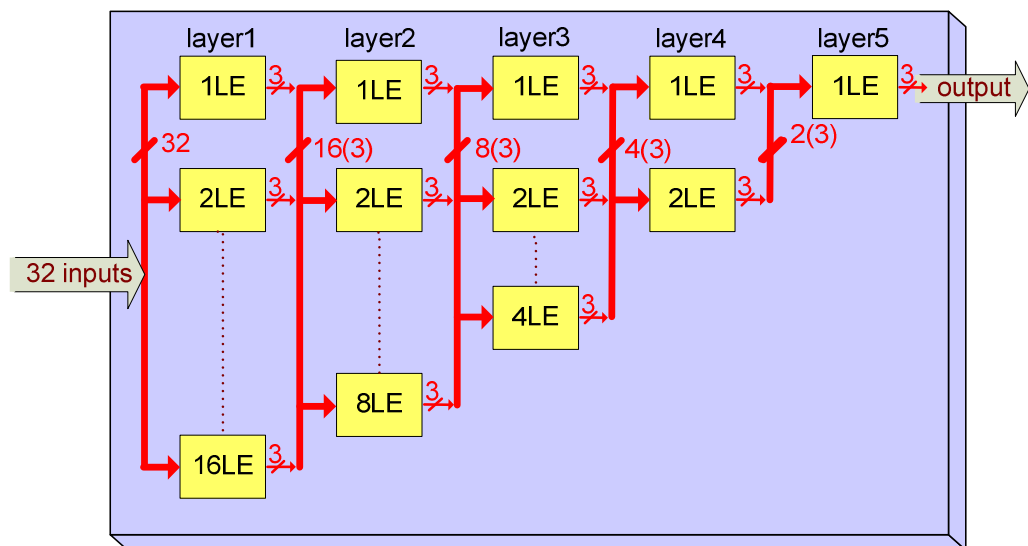 layer1
layer2
layer3
layer4
layer5
1LE
3
1LE
3
1LE
3
1LE
3
1LE
3
output
32
16(3)
8(3)
4(3)
2(3)
2LE
3
2LE
3
2LE
3
2LE
3
32 inputs
4LE
3
8LE
3
16LE
3